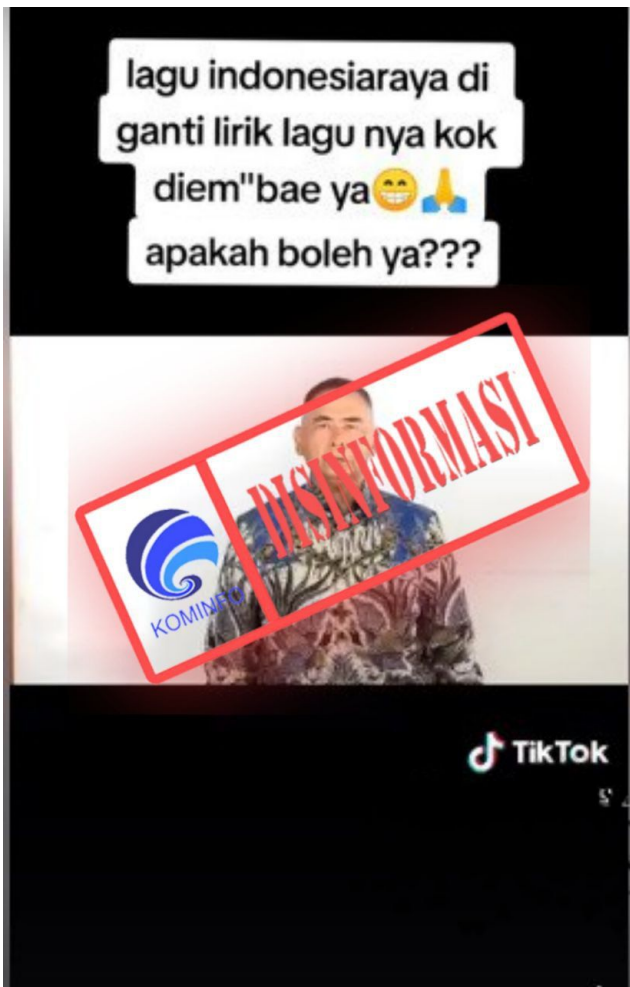 lagu indonesiaraya di
ganti lirik lagu nya kok
diem"bae ya😁🙏
apakah boleh ya???
DISINFORMASI
KOMINFO
TikTok